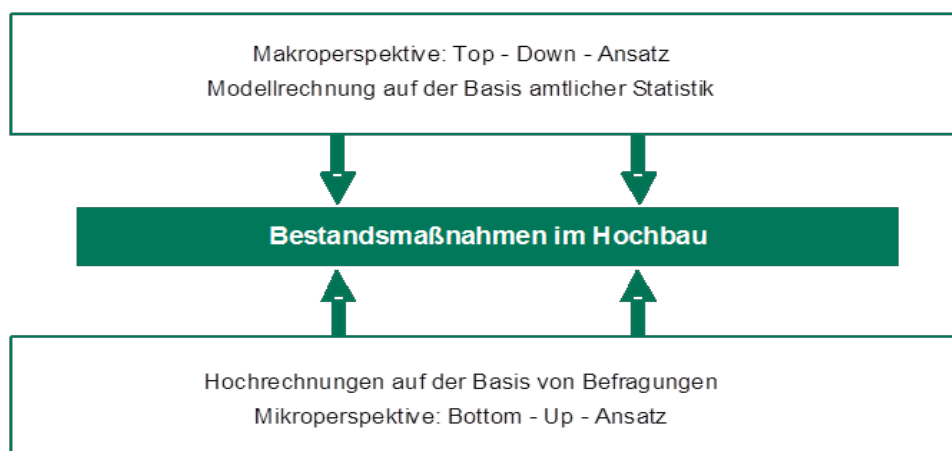 Makroperspektive: Top - Down - Ansatz
Modellrechnung auf der Basis amtlicher Statistik
Bestandsmaßnahmen im Hochbau
Hochrechnungen auf der Basis von Befragungen
Mikroperspektive: Bottom - Up - Ansatz